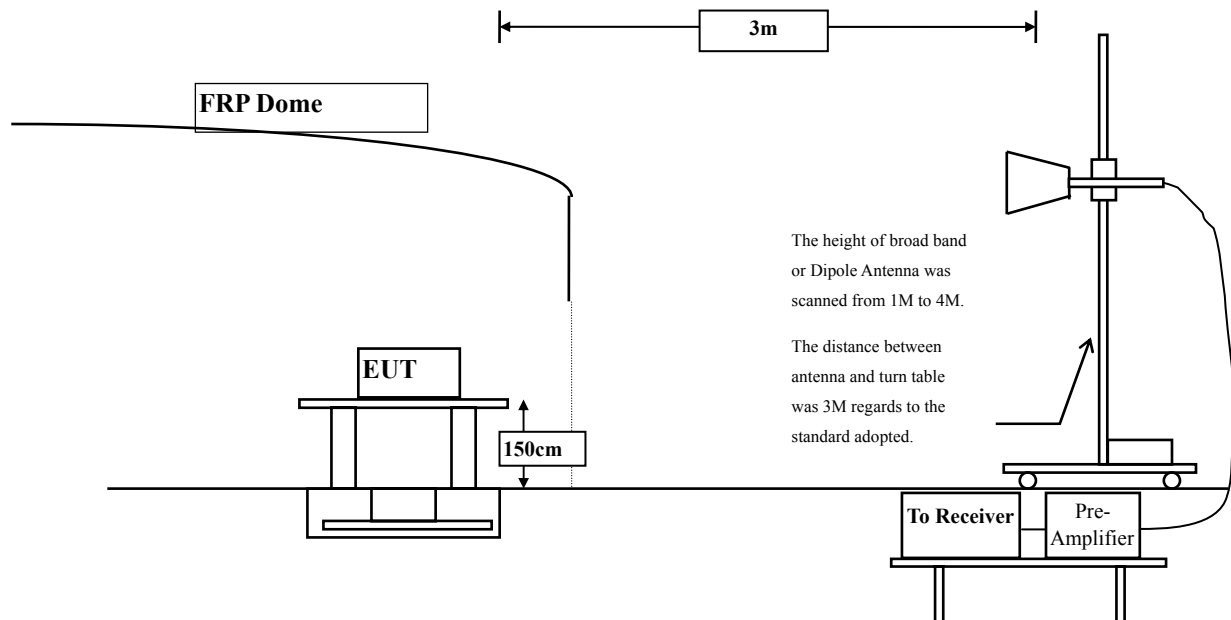 3m
FRP Dome
The height of broad band
or Dipole Antenna was
scanned from 1M to 4M.
The distance between
antenna and turn table
was 3M regards to the
standard adopted.
EUT
150cm
To Receiver
Pre-
Amplifier